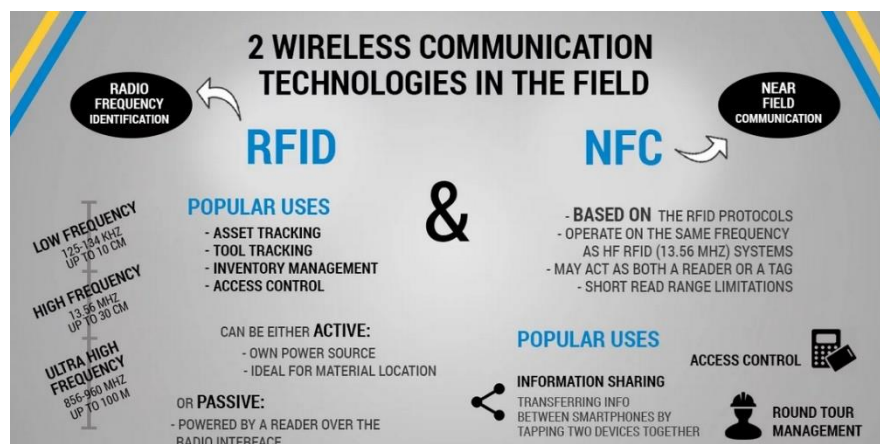 2 WIRELESS COMMUNICATION
TECHNOLOGIES IN THE FIELD
RADIO
FREQUENCY
IDENTIFICATION
RFID
NEAR
FIELD
COMMUNICATION
NFC
&
LOW FREQUENCY
125-134 KHZ
UP TO 10 CM
HIGH FREQUENCY
13.56 MHZ
UP TO 30 CM
ULTRA HIGH
FREQUENCY
856-960 MHZ
UP TO 100 M
POPULAR USES
- ASSET TRACKING
- TOOL TRACKING
- INVENTORY MANAGEMENT
- ACCESS CONTROL
CAN BE EITHER ACTIVE:
- OWN POWER SOURCE
- IDEAL FOR MATERIAL LOCATION
OR PASSIVE:
- POWERED BY A READER OVER THE
RADIO INTERFACE
- BASED ON THE RFID PROTOCOLS
- OPERATE ON THE SAME FREQUENCY
AS HF RFID (13.56 MHZ) SYSTEMS
- MAY ACT AS BOTH A READER OR A TAG
- SHORT READ RANGE LIMITATIONS
POPULAR USES
INFORMATION SHARING
TRANSFERRING INFO
BETWEEN SMARTPHONES BY
TAPPING TWO DEVICES TOGETHER
ACCESS CONTROL
ROUND TOUR
MANAGEMENT